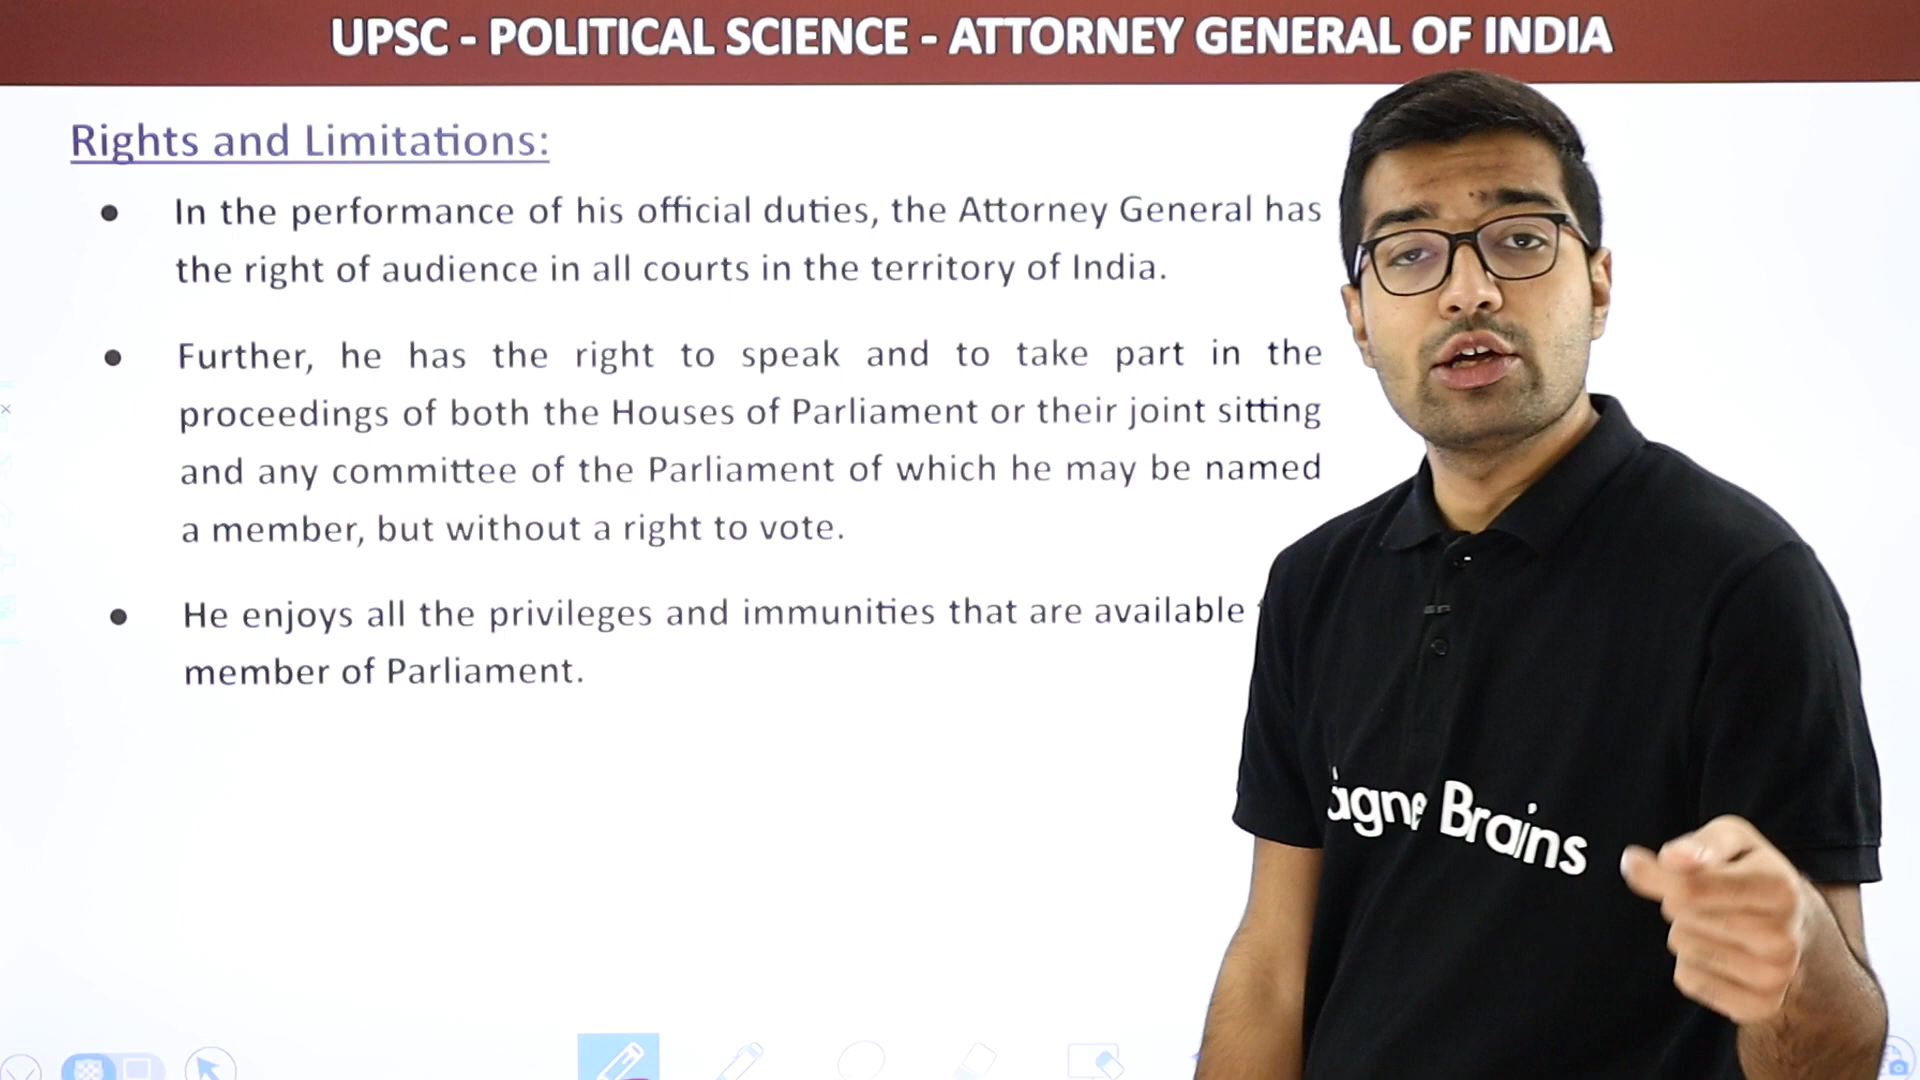 UPSC - POLITICAL SCIENCE - ATTORNEY GENERAL OF INDIA
Rights and Limitations:
• In the performance of his official duties, the Attorney General has
the right of audience in all courts in the territory of India.
• Further, he has the right to speak and to take part in the
proceedings of both the Houses of Parliament or their joint sitting
and any committee of the Parliament of which he may be named
a member, but without a right to vote.
• He enjoys all the privileges and immunities that are available
member of Parliament.
Brains